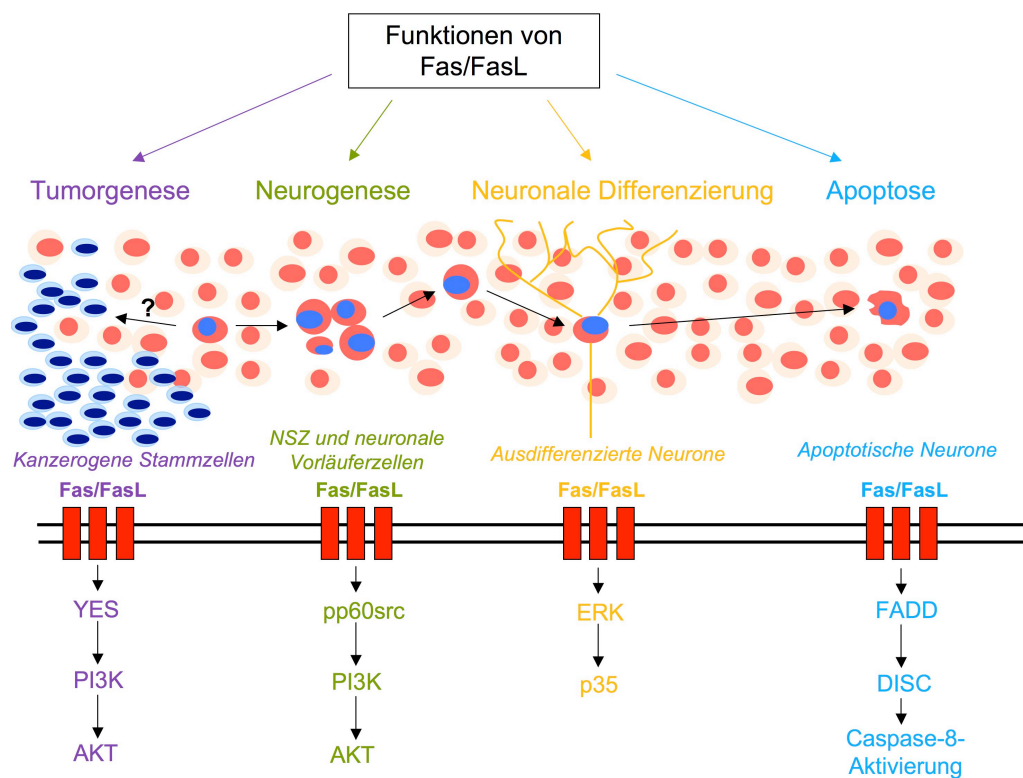 Funktionen von
Fas/FasL
Tumorgenese
Neurogenese
Neuronale Differenzierung
Apoptose
?
Kanzerogene Stammzellen
NSZ und neuronale
Vorläuferzellen
Ausdifferenzierte Neurone
Apoptotische Neurone
Fas/FasL
Fas/FasL
Fas/FasL
Fas/FasL
YES
pp60src
ERK
FADD
PI3K
PI3K
p35
DISC
AKT
AKT
Caspase-8-
Aktivierung